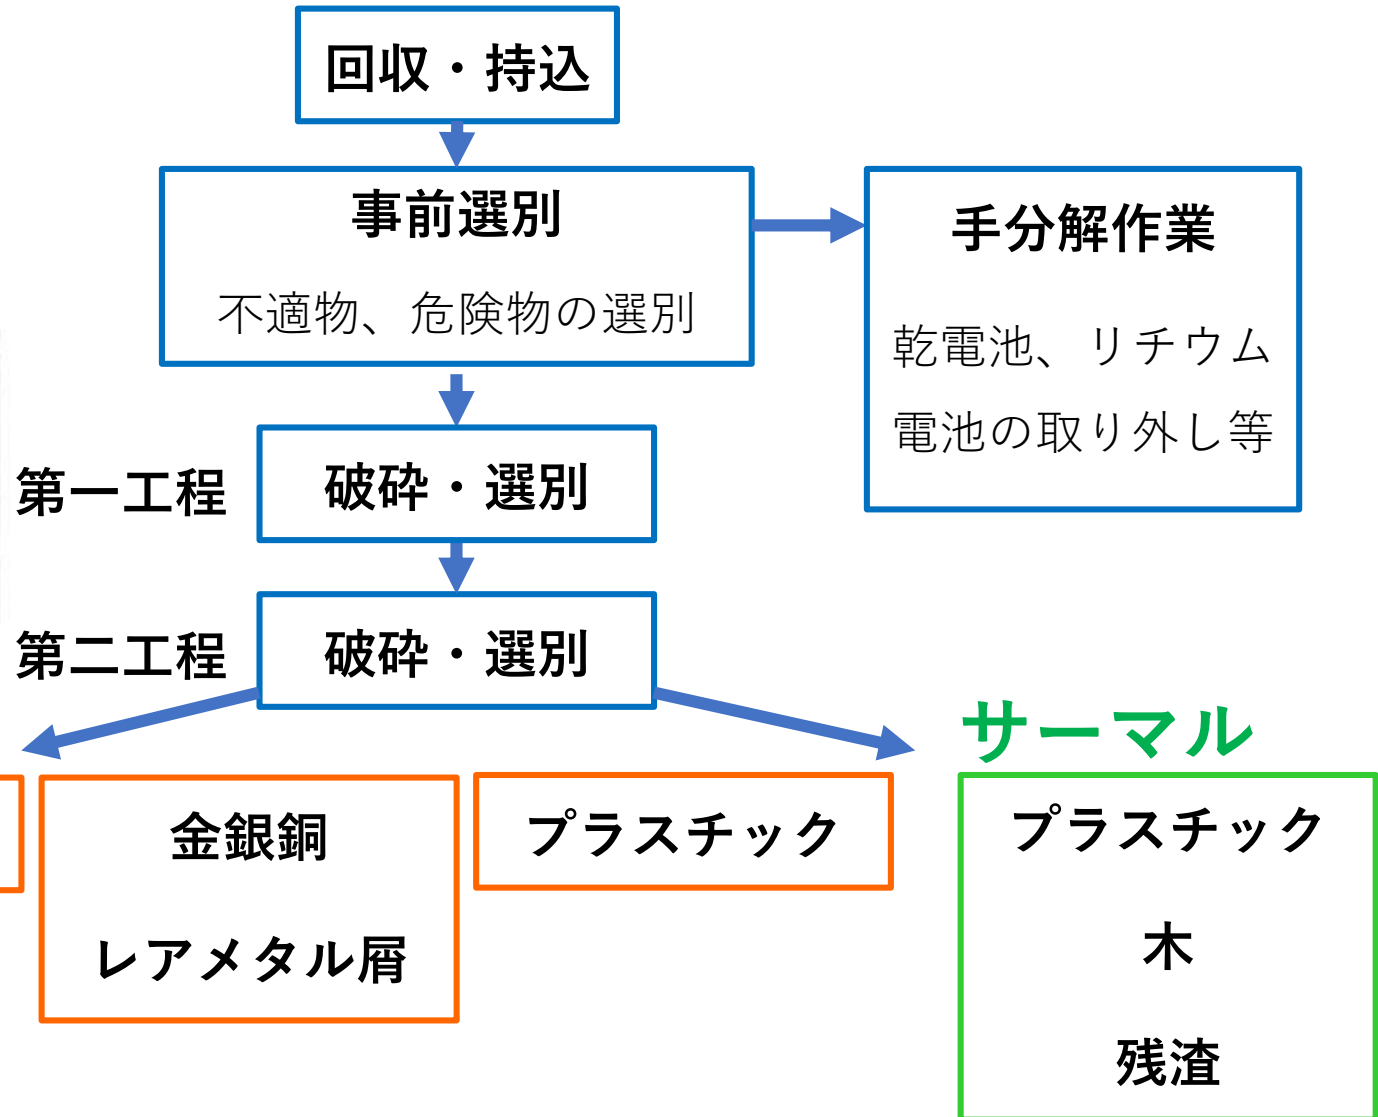 回収・持込
事前選別
不適物、危険物の選別
手分解作業
乾電池、リチウム
電池の取り外し等
第一工程
破砕・選別
第二工程
破砕・選別
サーマル
金銀銅
レアメタル屑
プラスチック
プラスチック
木
残渣